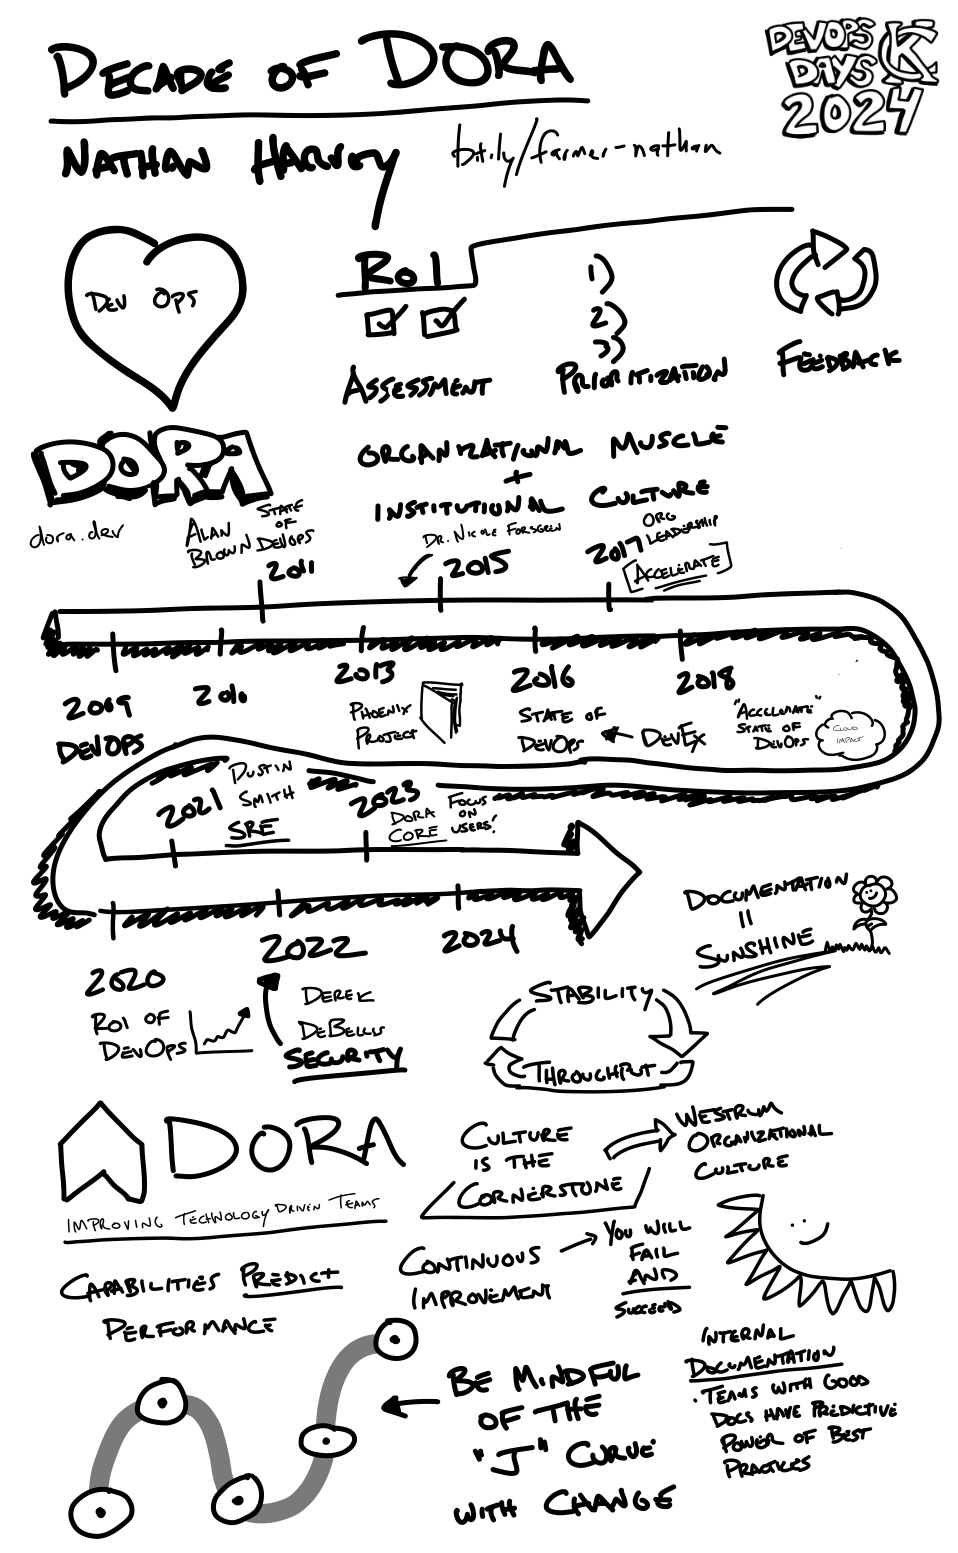 DECADE OF DORA
DEVOPS
DAYS KC
2024
NATHAN HARVEY
bit.ly/farmer-nathan
DEV OPS
ROI
ASSESSMENT
1)
2)
3)
PRIORITIZATION
FEEDBACK
DORA
dora.dev
ORGANIZATIONAL MUSCLE
+
INSTITUTIONAL CULTURE
ALAN
BROWN
STATE
OF
DEVOPS
2011
DR. NICOLE FORSGREN
2015
2017
ORG
LEADERSHIP
ACCELERATE
2009
DEVOPS
2010
2013
PHOENIX
PROJECT
2016
STATE OF
DEVOPS
DEVEX
2018
"ACCELERATE"
STATE OF
DEVOPS
CLOUD
IMPACT
2021
DUSTIN
SMITH
SRE
2023
DORA
CORE
FOCUS
ON
USERS!
2020
ROI OF
DEVOPS
2022
DEREK
DEBELLIS
SECURITY
2024
DOCUMENTATION
=
SUNSHINE
STABILITY
THROUGHPUT
DORA
IMPROVING TECHNOLOGY DRIVEN TEAMS
CULTURE
IS THE
CORNERSTONE
WESTRUM
ORGANIZATIONAL
CULTURE
CAPABILITIES PREDICT
PERFORMANCE
CONTINUOUS
IMPROVEMENT
YOU WILL
FAIL
AND
SUCCEED
BE MINDFUL
OF THE
"J" CURVE
WITH CHANGE
INTERNAL
DOCUMENTATION
• TEAMS WITH GOOD
DOCS HAVE PREDICTIVE
POWER OF BEST
PRACTICES